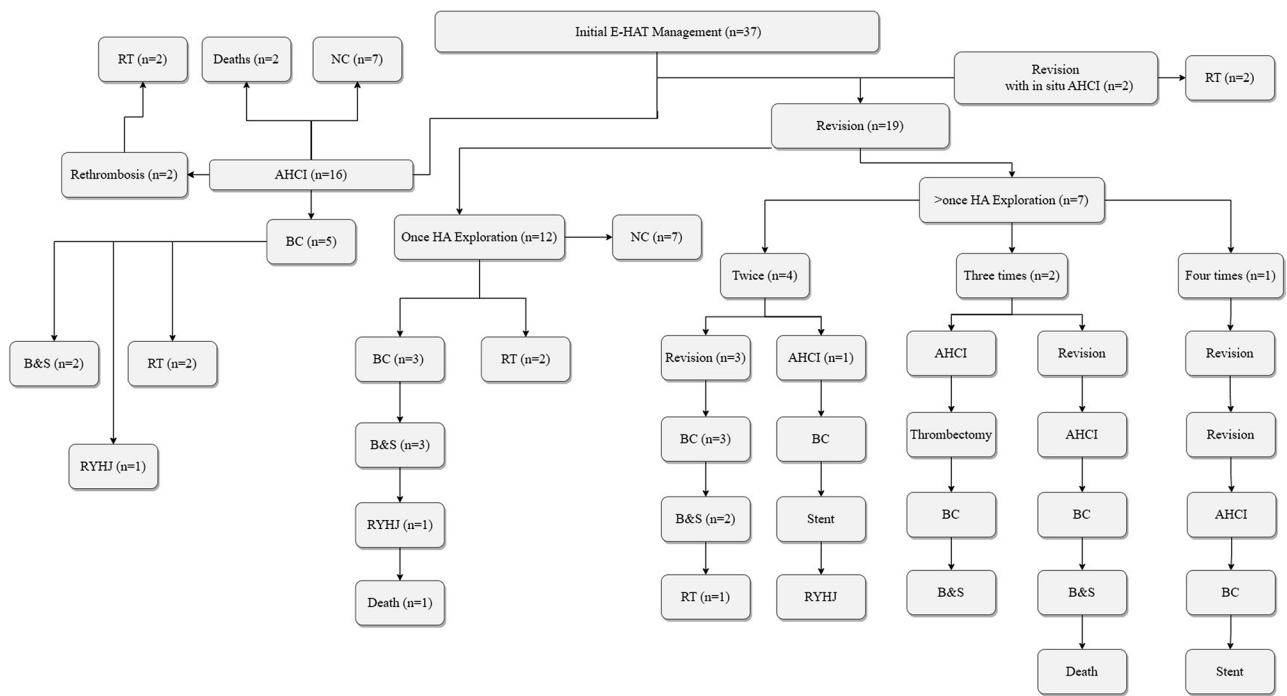 Initial E-HAT Management (n=37)
RT (n=2)
Deaths (n=2
NC (n=7)
Revision
with in situ AHCI (n=2)
RT (n=2)
Revision (n=19)
Rethrombosis (n=2)
AHCI (n=16)
>once HA Exploration (n=7)
BC (n=5)
Once HA Exploration (n=12)
NC (n=7)
Twice (n=4)
Three times (n=2)
Four times (n=1)
B&S (n=2)
RT (n=2)
BC (n=3)
RT (n=2)
Revision (n=3)
AHCI (n=1)
AHCI
Revision
Revision
RYHJ (n=1)
B&S (n=3)
BC (n=3)
BC
Thrombectomy
AHCI
Revision
RYHJ (n=1)
B&S (n=2)
Stent
BC
BC
AHCI
Death (n=1)
RT (n=1)
RYHJ
B&S
B&S
BC
Death
Stent